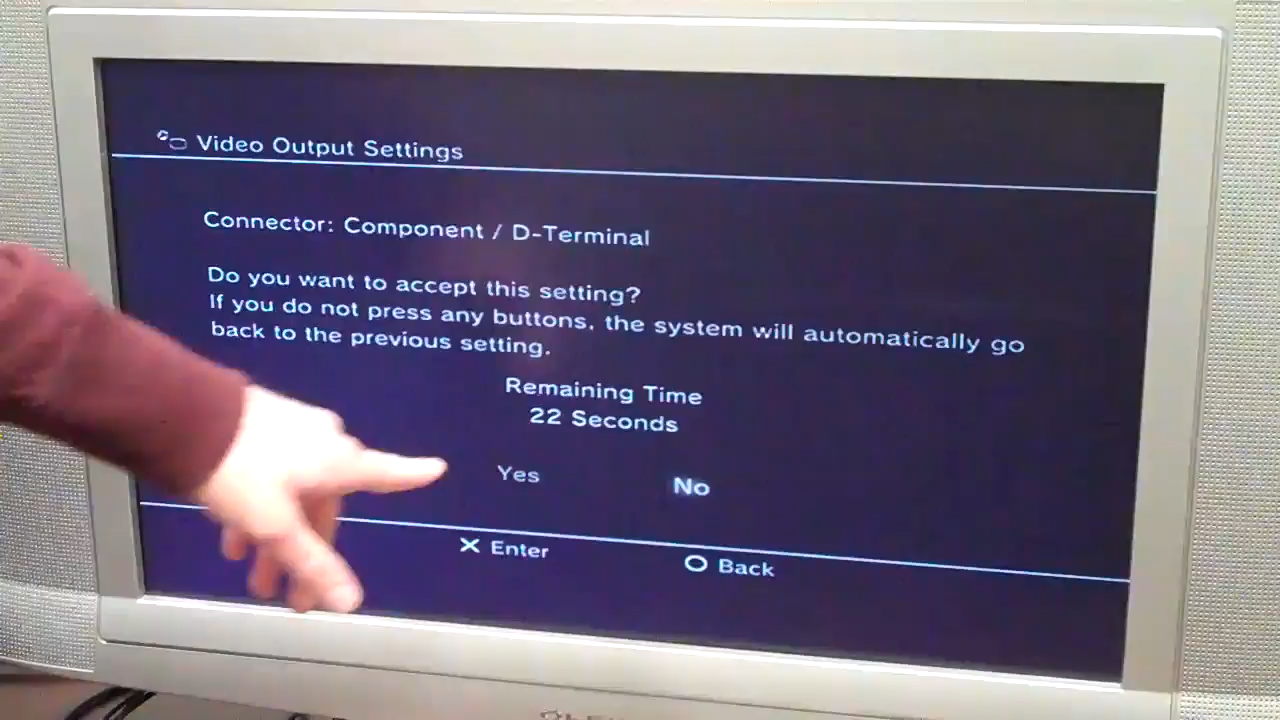 Video Output Settings
Connector: Component / D-Terminal
Do you want to accept this setting?
If you do not press any buttons, the system will automatically go
back to the previous setting.
Remaining Time
22 Seconds
Yes No
X Enter O Back